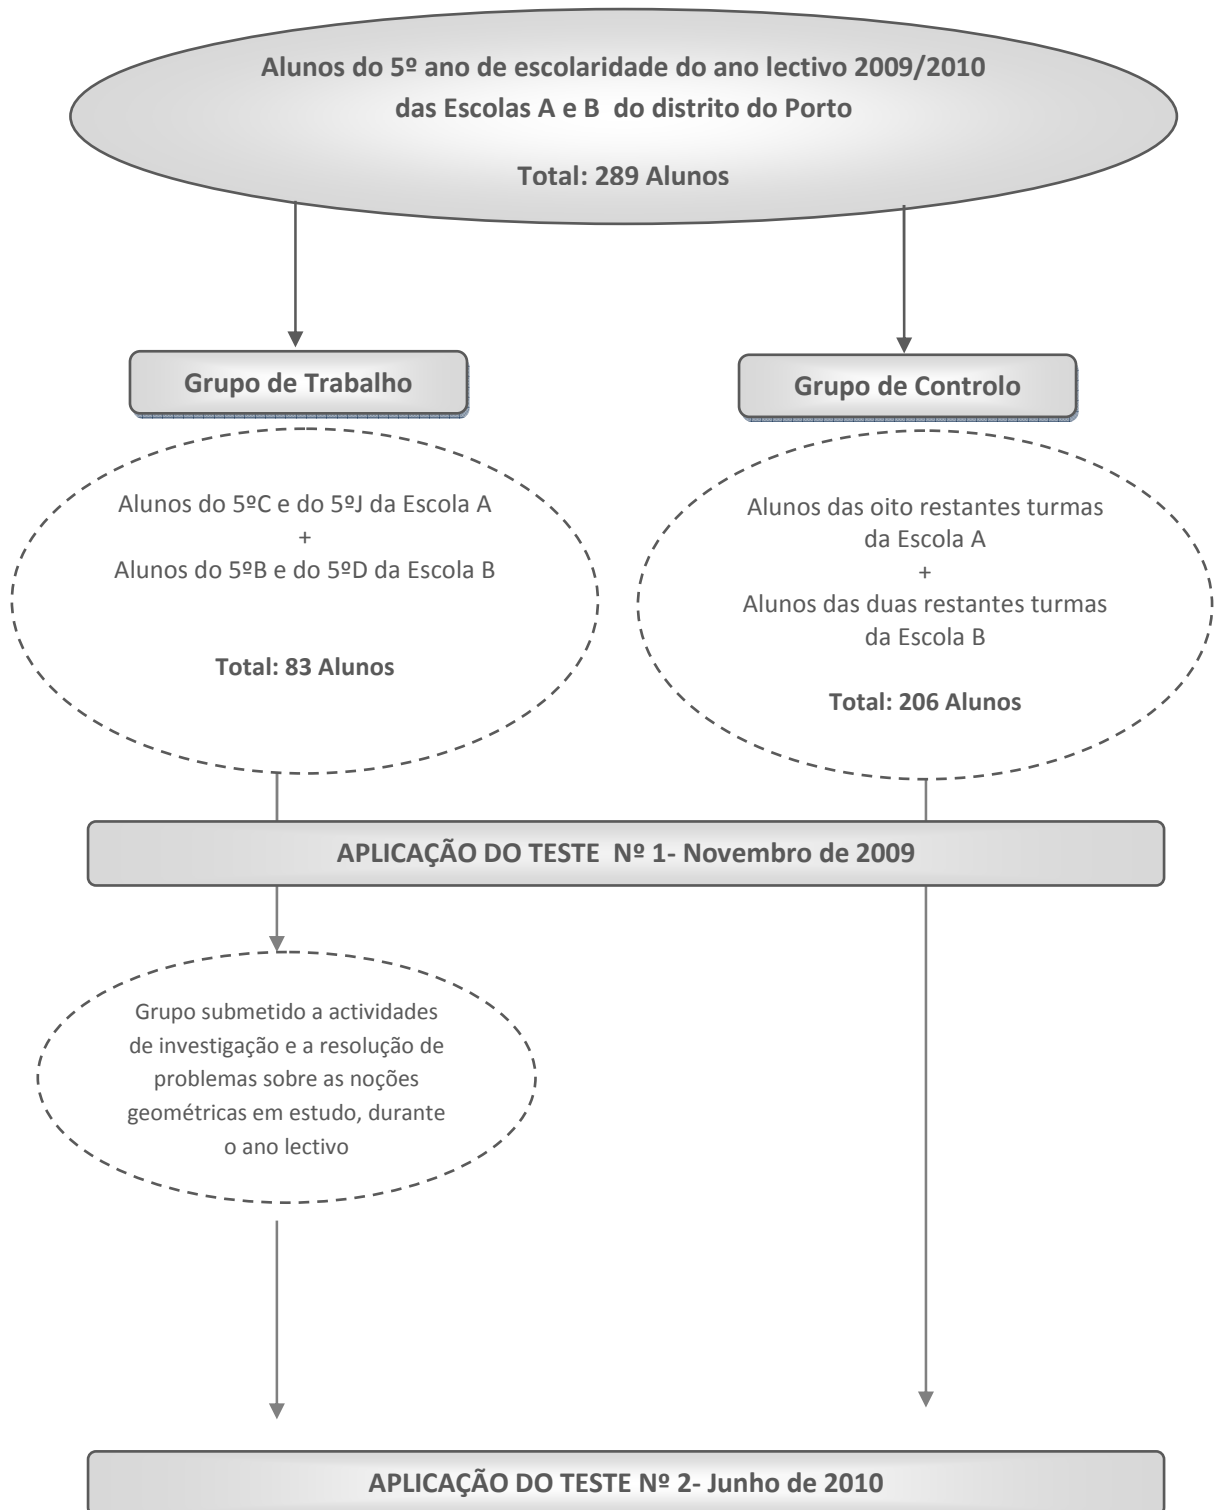 Alunos do 5º ano de escolaridade do ano lectivo 2009/2010
das Escolas A e B do distrito do Porto
Total: 289 Alunos
Grupo de Trabalho
Grupo de Controlo
Alunos do 5ºC e do 5ºJ da Escola A
+
Alunos do 5ºB e do 5ºD da Escola B
Total: 83 Alunos
Alunos das oito restantes turmas
da Escola A
+
Alunos das duas restantes turmas
da Escola B
Total: 206 Alunos
APLICAÇÃO DO TESTE Nº 1- Novembro de 2009
Grupo submetido a actividades
de investigação e a resolução de
problemas sobre as noções
geométricas em estudo, durante
o ano lectivo
APLICAÇÃO DO TESTE Nº 2- Junho de 2010